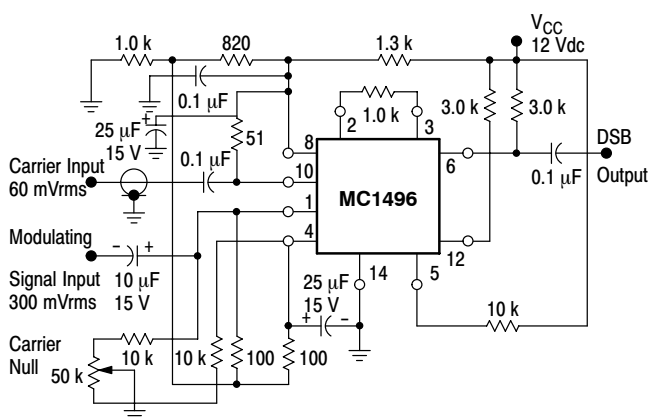 1.0 k
820
1.3 k
VCC
12 Vdc
0.1 μF
1.0 k
3.0 k
3.0 k
25 μF
+
15 V
51
2
3
DSB
Output
8
6
Carrier Input
60 mVrms
0.1 μF
10
MC1496
0.1 μF
1
Modulating
Signal Input
300 mVrms
- +
10 μF
15 V
4
12
14
5
25 μF
15 V
+ -
10 k
Carrier
Null
10 k
50 k
10 k
100
100